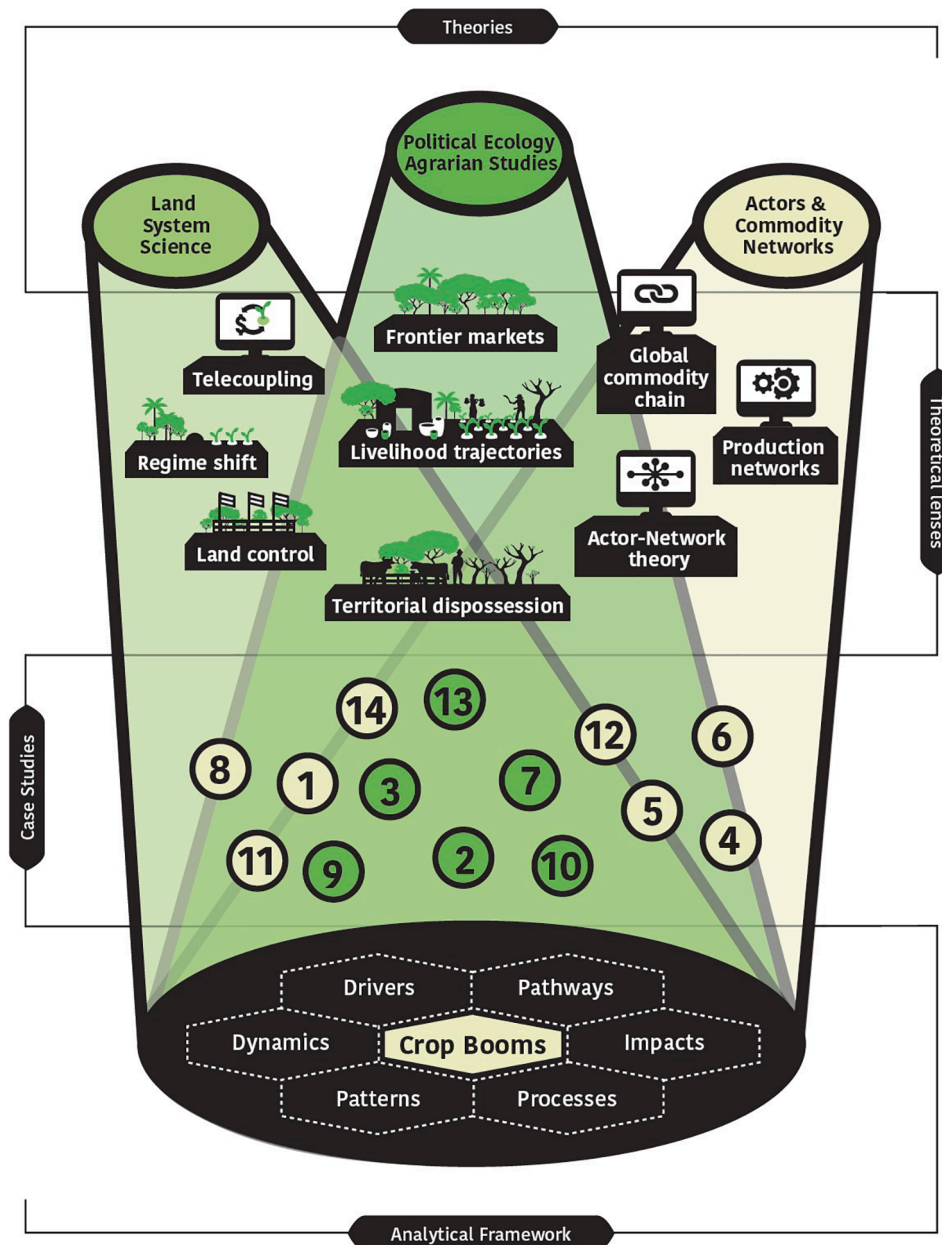 Theories
Political Ecology
Agrarian Studies
Land
System
Science
Actors &
Commodity
Networks
Frontier markets
Telecoupling
Global
commodity
chain
Livelihood trajectories
Regime shift
Production
networks
Land control
Actor-Network
theory
Territorial dispossession
Theoretical lenses
Case Studies
13
14
12
6
8
1
3
7
5
4
11
9
2
10
Drivers
Pathways
Dynamics
Crop Booms
Impacts
Patterns
Processes
Analytical Framework